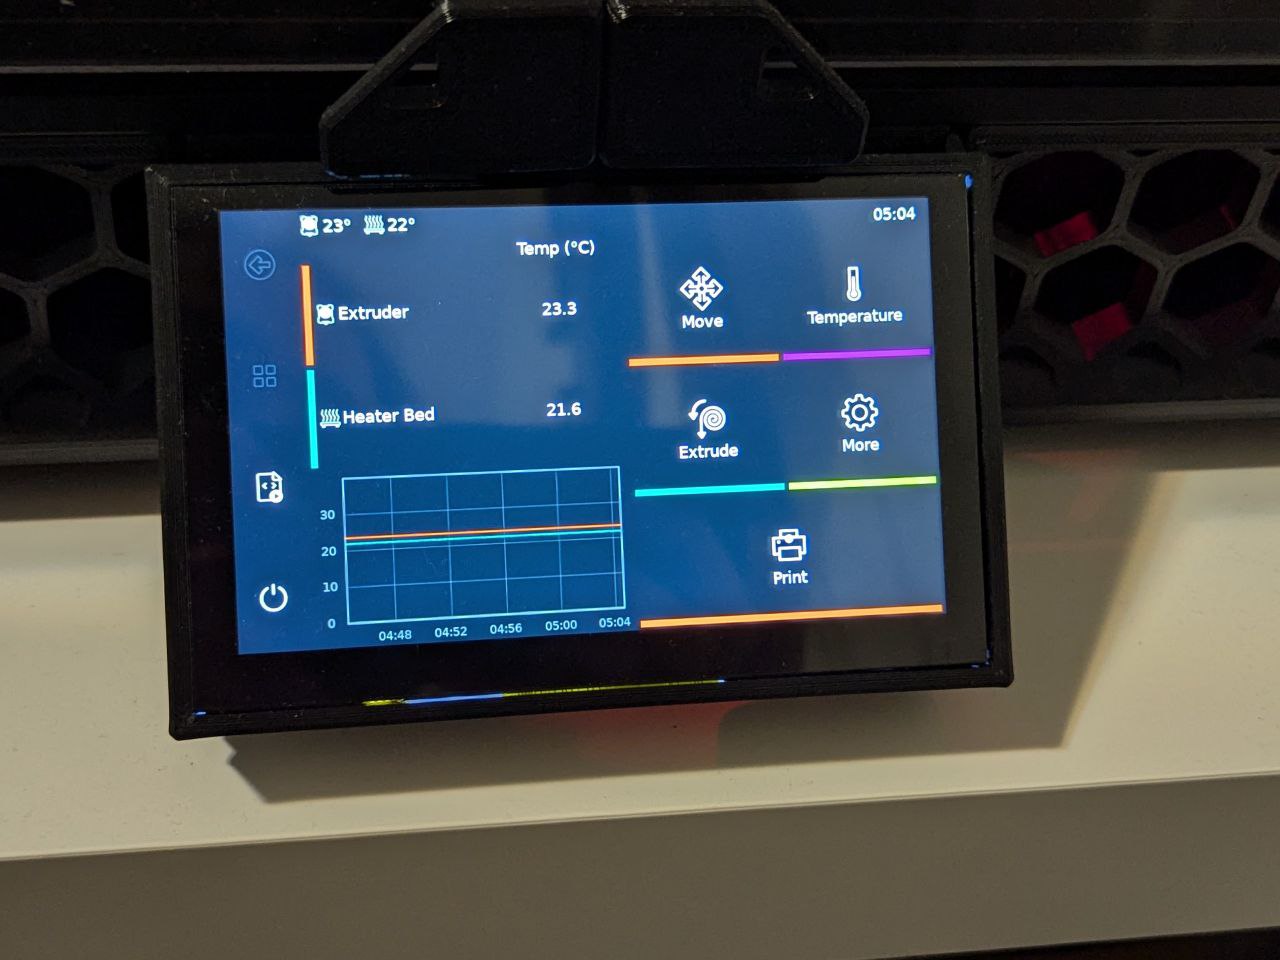 23° 22° 05:04
Temp (°C)
Extruder 23.3
Heater Bed 21.6
30
20
10
0
04:48 04:52 04:56 05:00 05:04
Move
Temperature
Extrude
More
Print